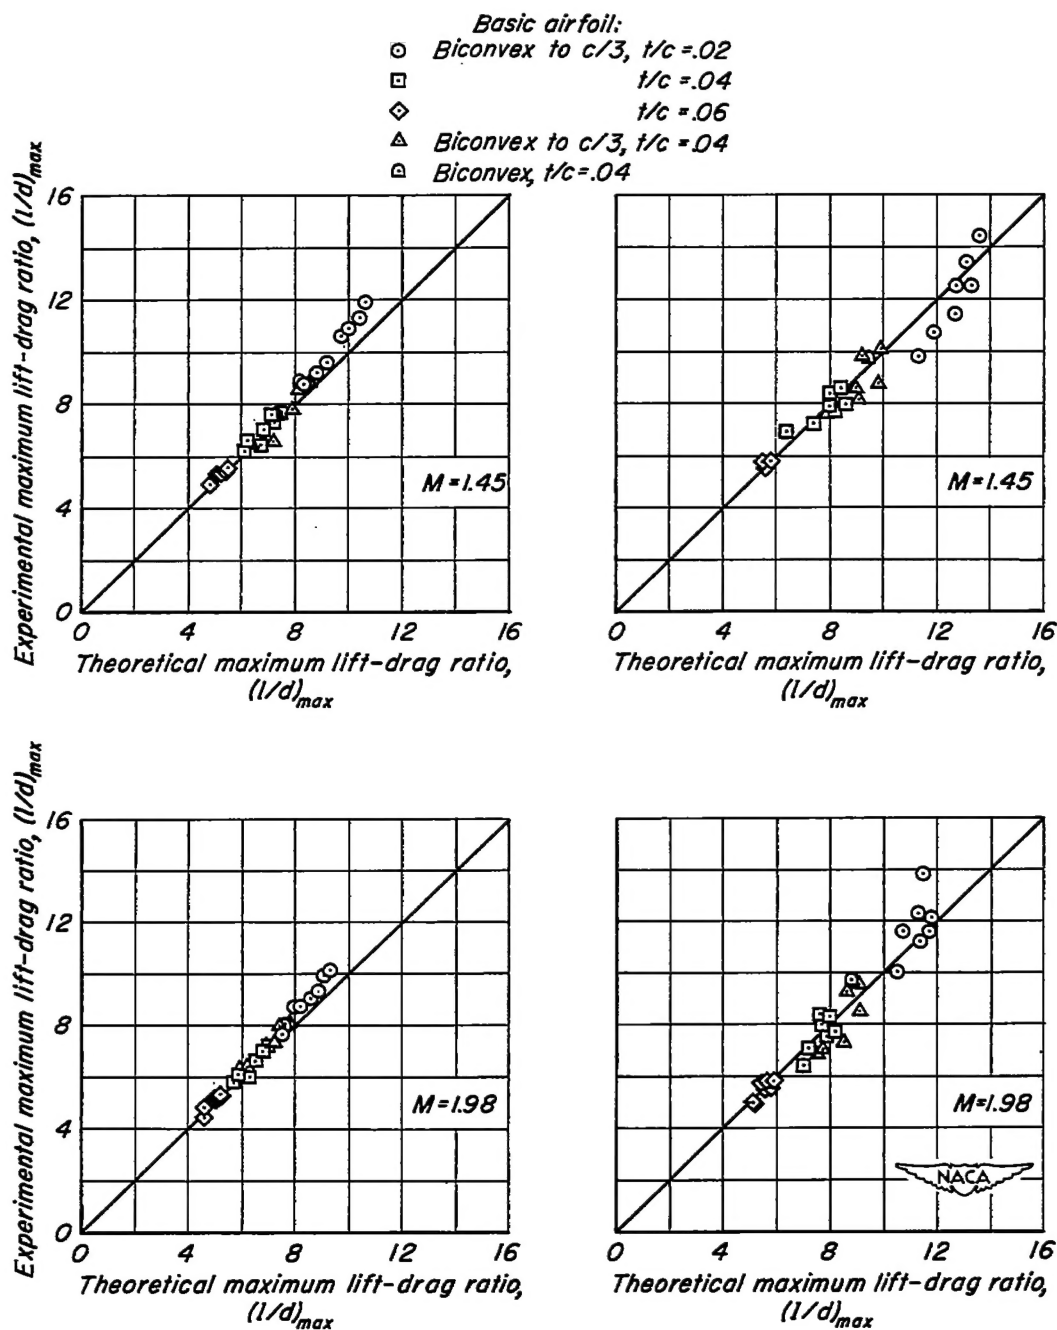 Basic airfoil:
Biconvex to c/3, t/c = .02
t/c = .04
t/c = .06
Biconvex to c/3, t/c = .04
Biconvex, t/c = .04
Experimental maximum lift-drag ratio, (l/d)max
16
12
8
4
0
M = 1.45
0 4 8 12 16
Theoretical maximum lift-drag ratio,
(l/d)max
M = 1.45
0 4 8 12 16
Theoretical maximum lift-drag ratio,
(l/d)max
Experimental maximum lift-drag ratio, (l/d)max
16
12
8
4
0
M = 1.98
0 4 8 12 16
Theoretical maximum lift-drag ratio,
(l/d)max
M = 1.98
NACA
0 4 8 12 16
Theoretical maximum lift-drag ratio,
(l/d)max